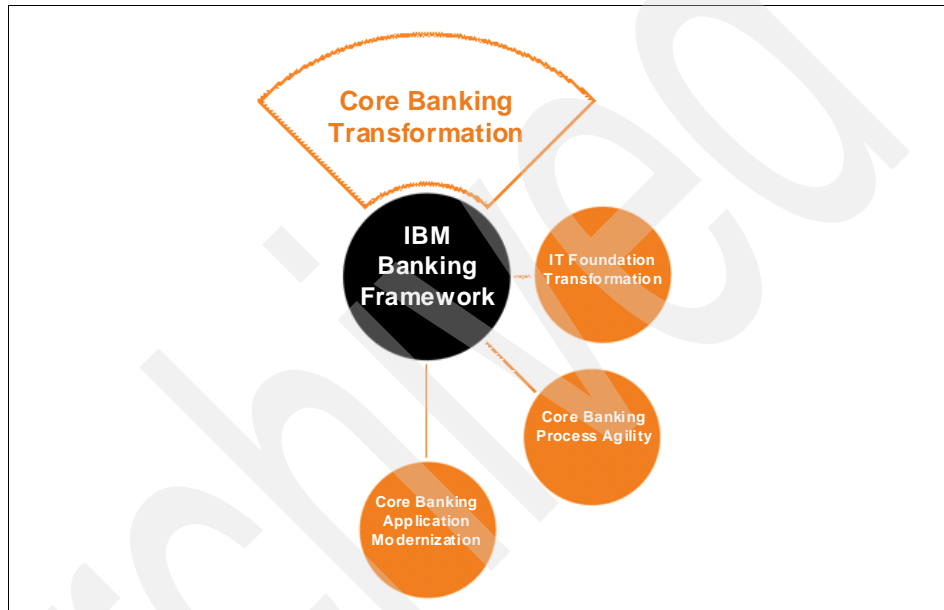 Core Banking
Transformation
IBM
Banking
Framework
IT Foundation
Transformation
Core Banking
Process Agility
Core Banking
Application
Modernization